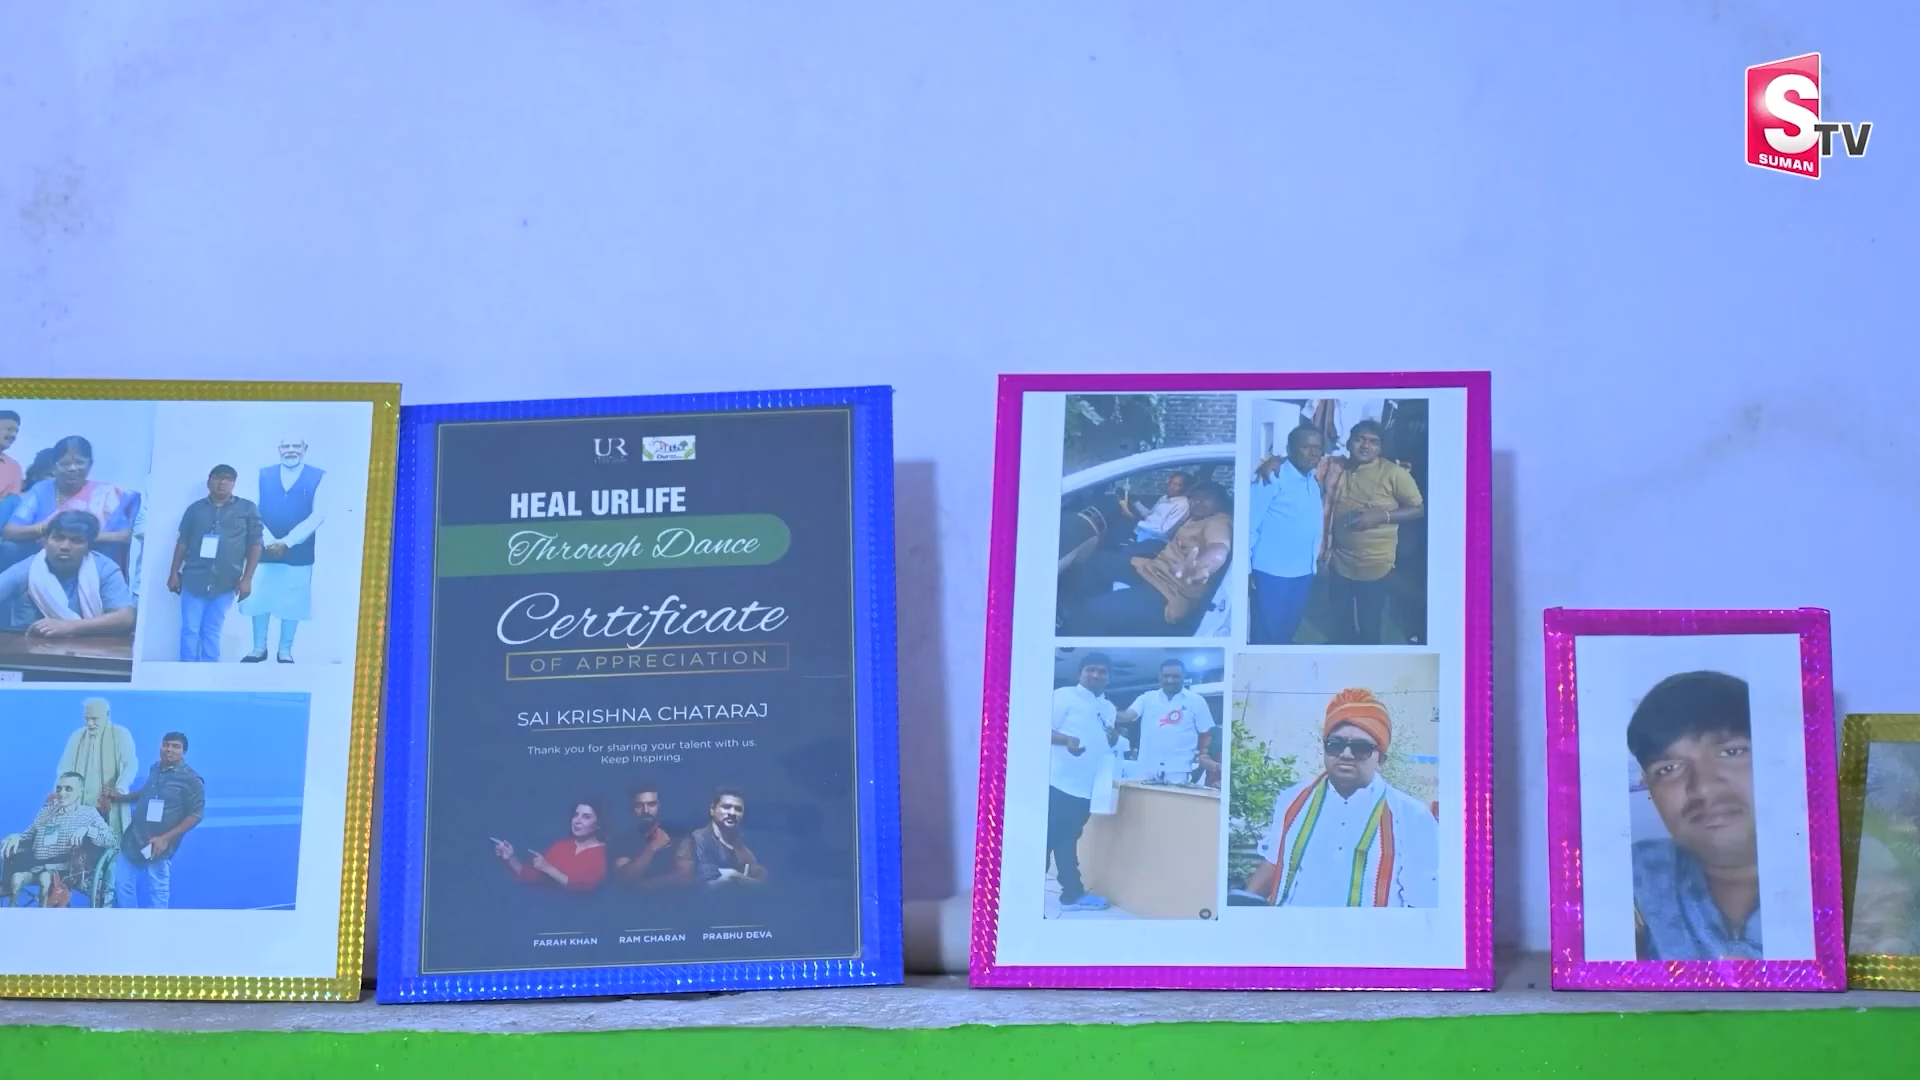 S
TV
SUMAN
UR
Our
HEAL URLIFE
Through Dance
Certificate
OF APPRECIATION
SAI KRISHNA CHATARAJ
Thank you for sharing your talent with us.
Keep Inspiring.
FARAH KHAN RAM CHARAN PRABHU DEVA